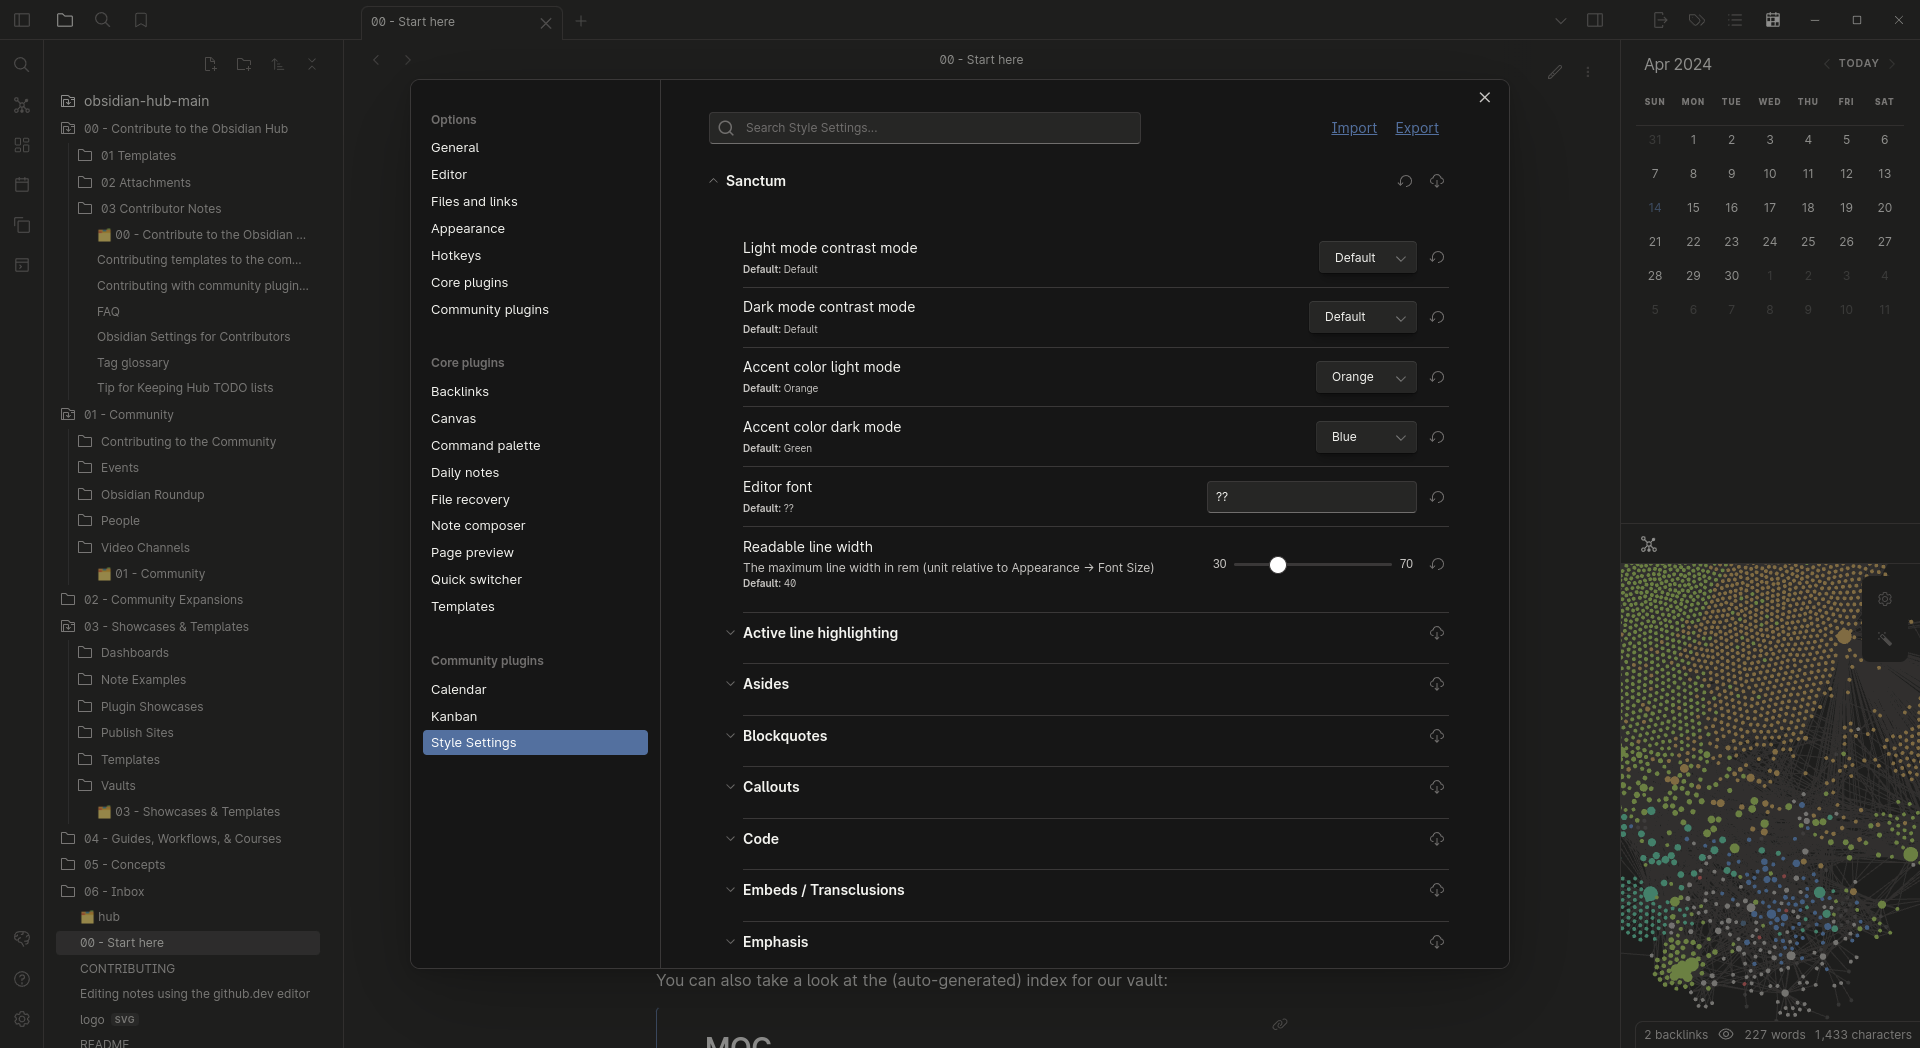 00 - Start here
00 - Start here
obsidian-hub-main
00 - Contribute to the Obsidian Hub
01 Templates
02 Attachments
03 Contributor Notes
00 - Contribute to the Obsidian ...
Contributing templates to the com...
Contributing with community plugin...
FAQ
Obsidian Settings for Contributors
Tag glossary
Tip for Keeping Hub TODO lists
01 - Community
Contributing to the Community
Events
Obsidian Roundup
People
Video Channels
01 - Community
02 - Community Expansions
03 - Showcases & Templates
Dashboards
Note Examples
Plugin Showcases
Publish Sites
Templates
Vaults
03 - Showcases & Templates
04 - Guides, Workflows, & Courses
05 - Concepts
06 - Inbox
hub
00 - Start here
CONTRIBUTING
Editing notes using the github.dev editor
logo SVG
README
Options
General
Editor
Files and links
Appearance
Hotkeys
Core plugins
Community plugins
Core plugins
Backlinks
Canvas
Command palette
Daily notes
File recovery
Note composer
Page preview
Quick switcher
Templates
Community plugins
Calendar
Kanban
Style Settings
Search Style Settings...
Import Export
Sanctum
Light mode contrast mode
Default: Default
Default
Dark mode contrast mode
Default: Default
Default
Accent color light mode
Default: Orange
Orange
Accent color dark mode
Default: Green
Blue
Editor font
Default: ??
??
Readable line width
The maximum line width in rem (unit relative to Appearance → Font Size)
Default: 40
30 70
Active line highlighting
Asides
Blockquotes
Callouts
Code
Embeds / Transclusions
Emphasis
You can also take a look at the (auto-generated) index for our vault:
MOC
Apr 2024 TODAY
SUN MON TUE WED THU FRI SAT
31 1 2 3 4 5 6
7 8 9 10 11 12 13
14 15 16 17 18 19 20
21 22 23 24 25 26 27
28 29 30 1 2 3 4
5 6 7 8 9 10 11
2 backlinks 227 words 1,433 characters